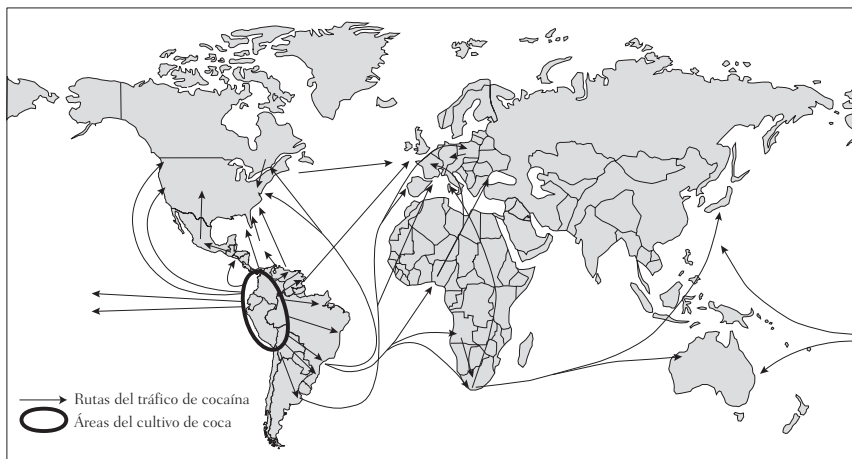 Rutas del tráfico de cocaína
Áreas del cultivo de coca